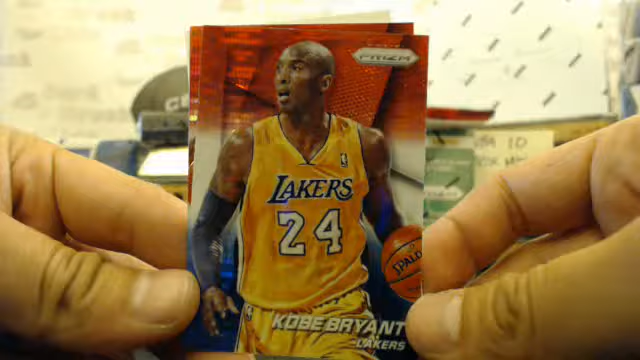 PRIZM
LAKERS
24
SPALDING
KOBE BRYANT
LAKERS